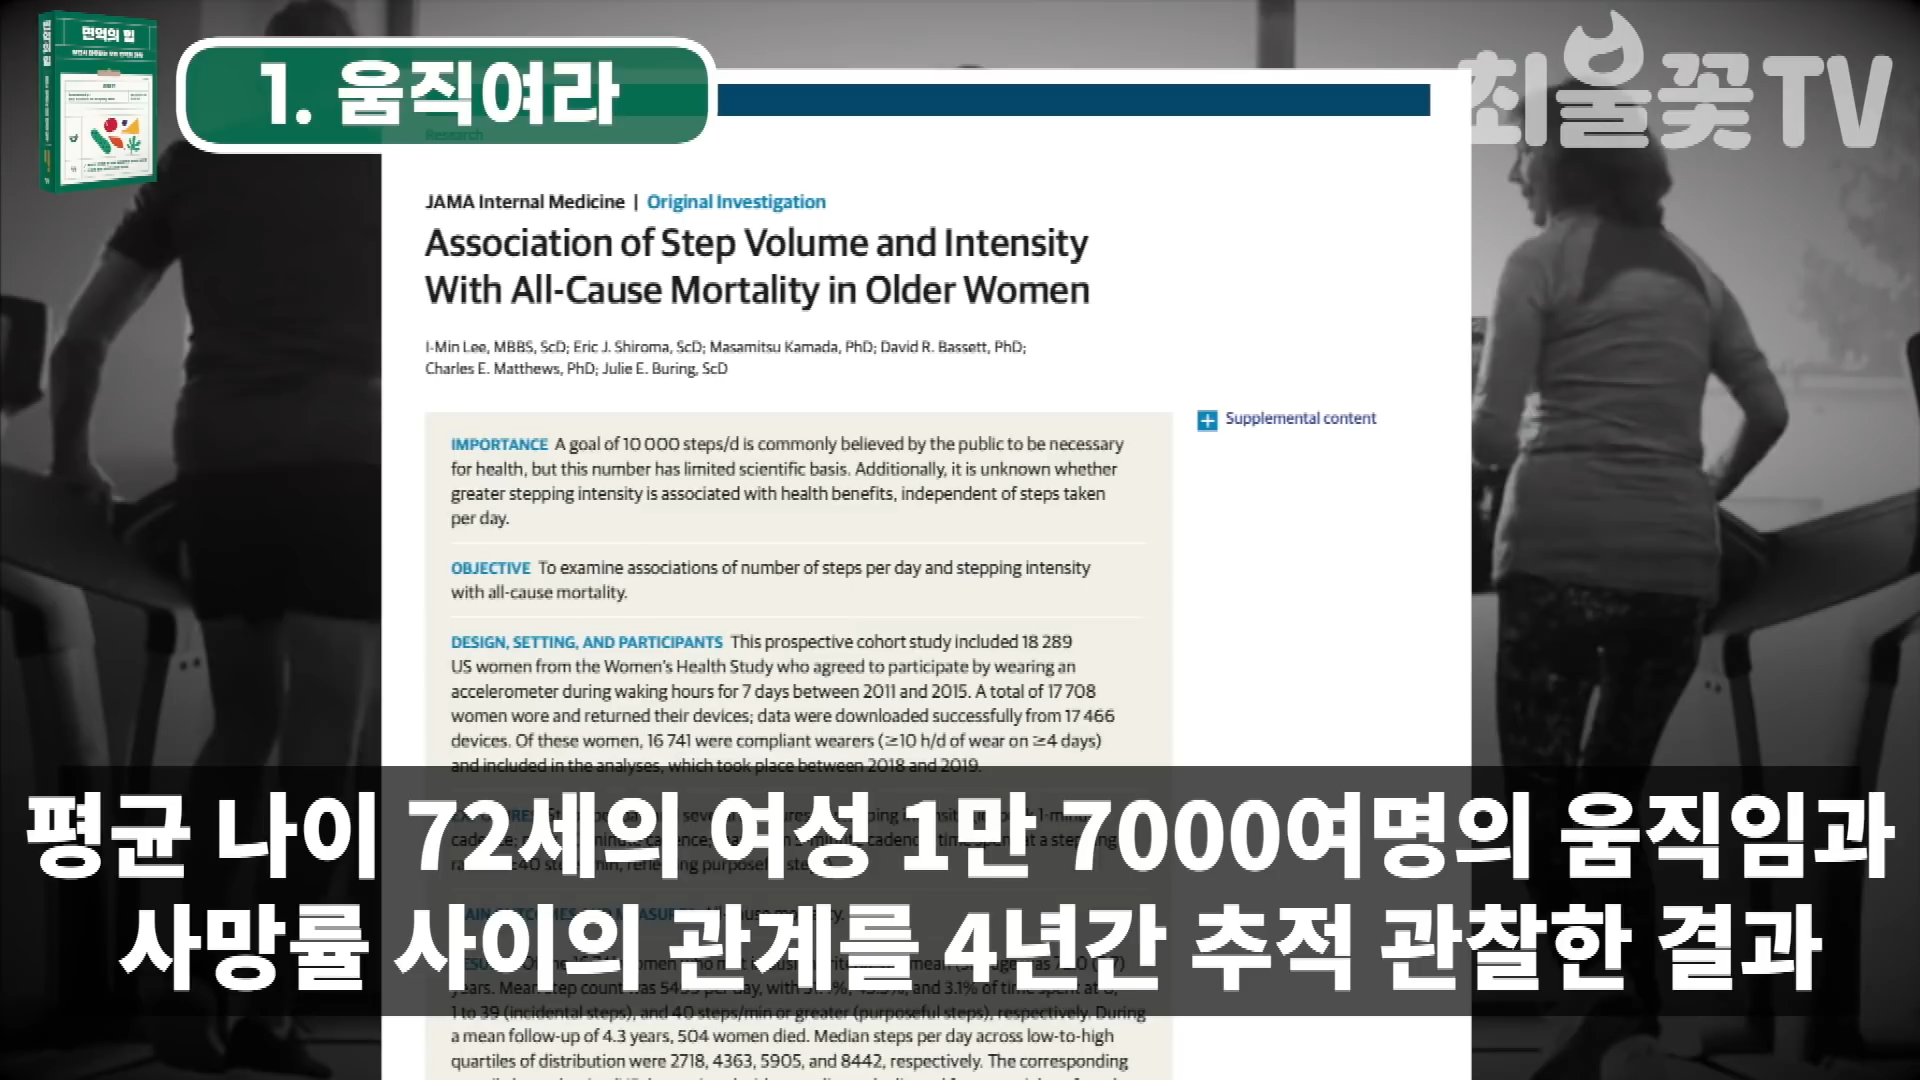 면역의 힘
1. 움직여라
최울꽃TV
Research
JAMA Internal Medicine | Original Investigation
Association of Step Volume and Intensity
With All-Cause Mortality in Older Women
I-Min Lee, MBBS, ScD; Eric J. Shiroma, ScD; Masamitsu Kamada, PhD; David R. Bassett, PhD;
Charles E. Matthews, PhD; Julie E. Buring, ScD
Supplemental content
IMPORTANCE A goal of 10 000 steps/d is commonly believed by the public to be necessary
for health, but this number has limited scientific basis. Additionally, it is unknown whether
greater stepping intensity is associated with health benefits, independent of steps taken
per day.
OBJECTIVE To examine associations of number of steps per day and stepping intensity
with all-cause mortality.
DESIGN, SETTING, AND PARTICIPANTS This prospective cohort study included 18 289
US women from the Women's Health Study who agreed to participate by wearing an
accelerometer during waking hours for 7 days between 2011 and 2015. A total of 17 708
women wore and returned their devices; data were downloaded successfully from 17 466
devices. Of these women, 16 741 were compliant wearers (≥10 h/d of wear on ≥4 days)
and included in the analyses, which took place between 2018 and 2019.
평균 나이 72세의 여성 1만 7000여명의 움직임과
사망률 사이의 관계를 4년간 추적 관찰한 결과
1 to 39 (incidental steps), and 40 steps/min or greater (purposeful steps), respectively. During
a mean follow-up of 4.3 years, 504 women died. Median steps per day across low-to-high
quartiles of distribution were 2718, 4363, 5905, and 8442, respectively. The corresponding